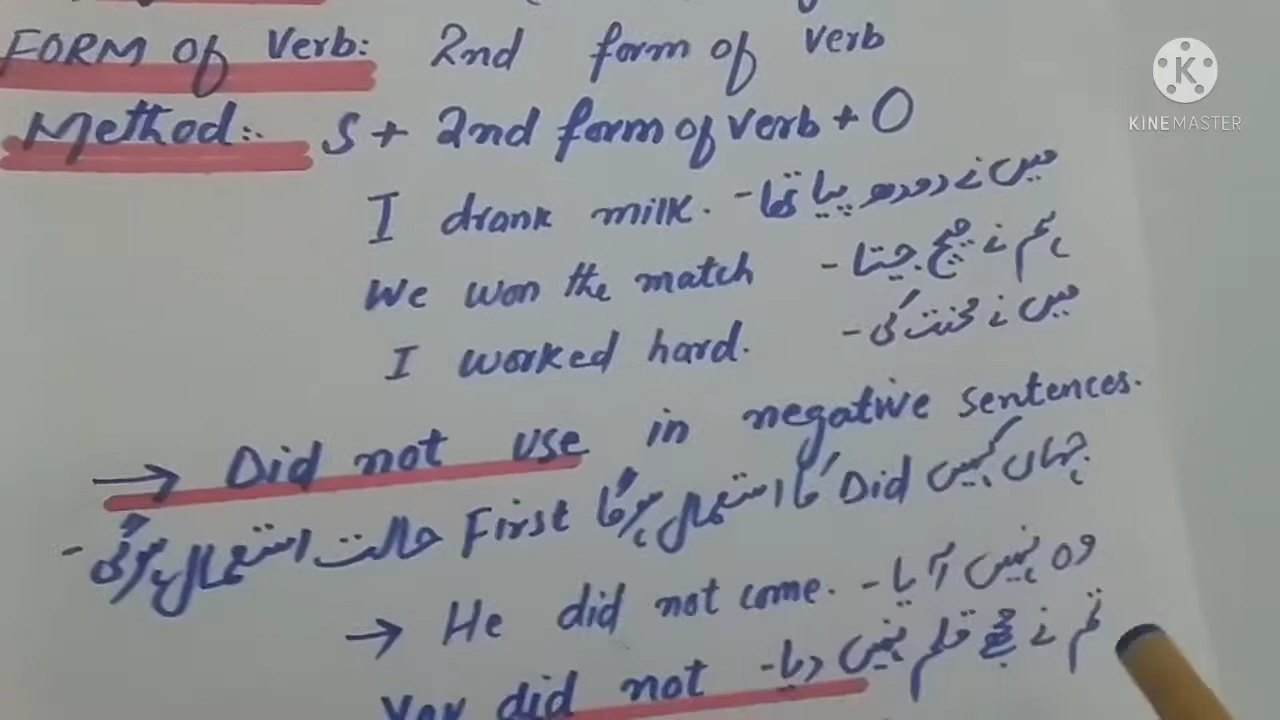 FORM of Verb: 2nd form of verb
Method:- S + 2nd form of verb + O
I drank milk. میں نے دودھ پیا تھا -
We won the match ہم نے میچ جیتا -
I worked hard. میں نے محنت کی -
→ Did not use in negative sentences.
جہاں کہیں Did کا استعمال ہوگا First حالت استعمال ہوگی -
→ He did not come. وہ نہیں آیا -
You did not تم نے مجھے قلم نہیں دیا -
K
KINEMASTER